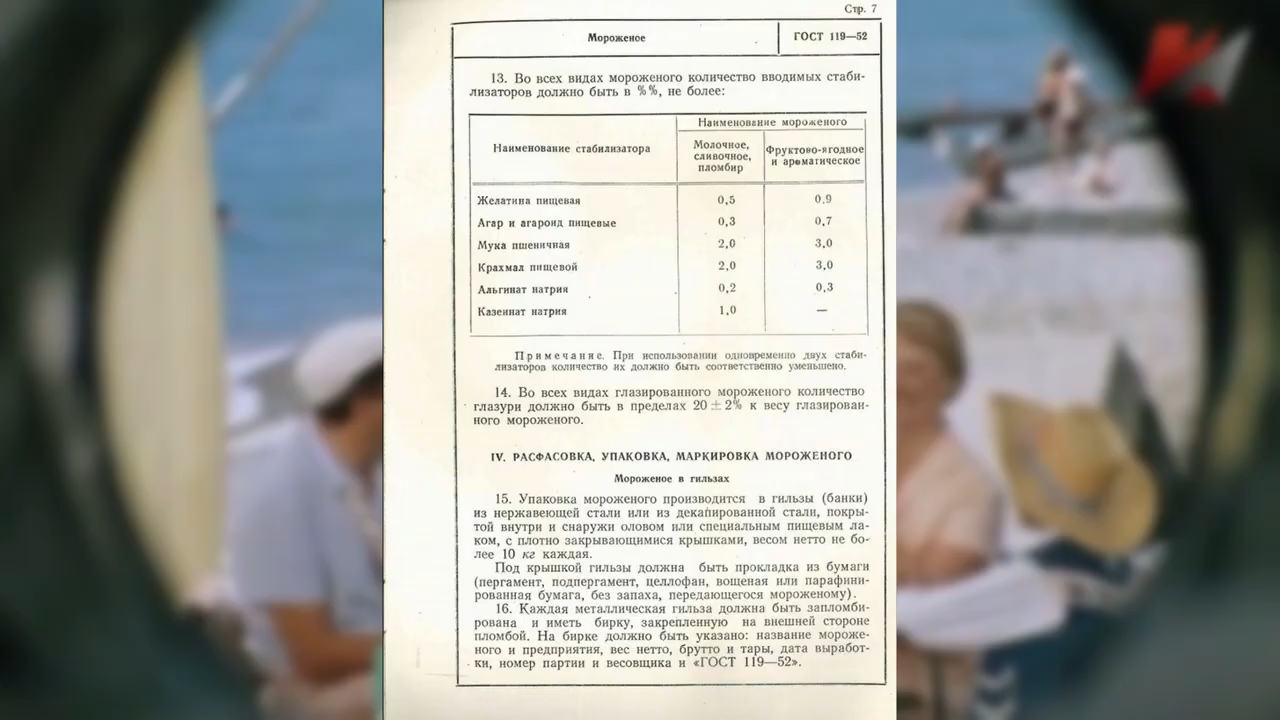 Стр. 7
Мороженое
ГОСТ 119—52
13. Во всех видах мороженого количество вводимых стаби-
лизаторов должно быть в %%, не более:
Наименование стабилизатора
Наименование мороженого
Молочное,
сливочное,
пломбир
Фруктово-ягодное
и ароматическое
Желатина пищевая 0,5 0,9
Агар и агароид пищевые 0,3 0,7
Мука пшеничная 2,0 3,0
Крахмал пищевой 2,0 3,0
Альгинат натрия 0,2 0,3
Казеинат натрия 1,0 —
Примечание. При использовании одновременно двух стаби-
лизаторов количество их должно быть соответственно уменьшено.
14. Во всех видах глазированного мороженого количество
глазури должно быть в пределах 20 ± 2% к весу глазирован-
ного мороженого.
IV. РАСФАСОВКА, УПАКОВКА, МАРКИРОВКА МОРОЖЕНОГО
Мороженое в гильзах
15. Упаковка мороженого производится в гильзы (банки)
из нержавеющей стали или из декапированной стали, покры-
той внутри и снаружи оловом или специальным пищевым ла-
ком, с плотно закрывающимися крышками, весом нетто не бо-
лее 10 кг каждая.
Под крышкой гильзы должна быть прокладка из бумаги
(пергамент, подпергамент, целлофан, вощеная или парафини-
рованная бумага, без запаха, передающегося мороженому).
16. Каждая металлическая гильза должна быть запломби-
рована и иметь бирку, закрепленную на внешней стороне
пломбой. На бирке должно быть указано: название мороже-
ного и предприятия, вес нетто, брутто и тары, дата выработ-
ки, номер партии и весовщика и «ГОСТ 119—52».